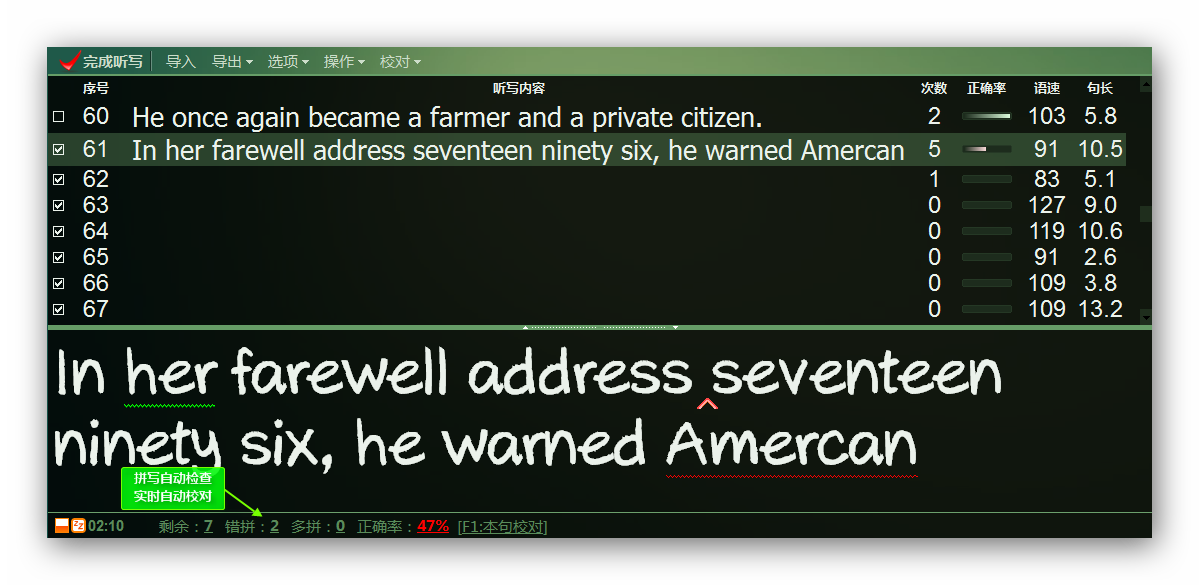 完成听写 导入 导出 选项 操作 校对
序号 听写内容 次数 正确率 语速 句长
60 He once again became a farmer and a private citizen. 2 103 5.8
61 In her farewell address seventeen ninety six, he warned Amercan 5 91 10.5
62 1 83 5.1
63 0 127 9.0
64 0 119 10.6
65 0 91 2.6
66 0 109 3.8
67 0 109 13.2
In her farewell address seventeen
ninety six, he warned Amercan
拼写自动检查
实时自动校对
02:10 剩余：7 错拼：2 多拼：0 正确率：47% [F1:本句校对]